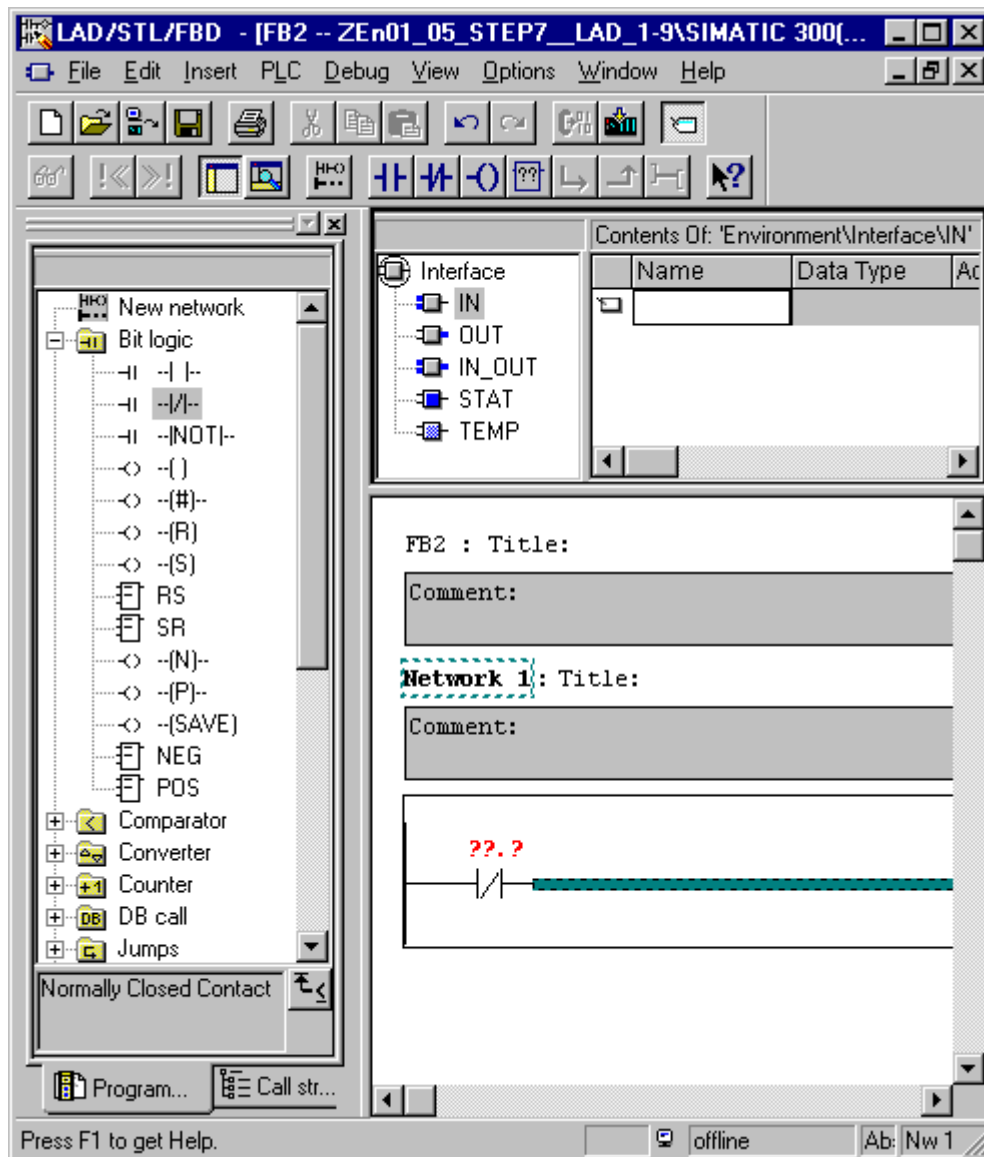 LAD/STL/FBD - [FB2 -- ZEn01_05_STEP7__LAD_1-9\SIMATIC 300(...
File Edit Insert PLC Debug View Options Window Help
New network
Bit logic
--| |--
--|/|--
--|NOT|--
--( )
--(#)--
--(R)
--(S)
RS
SR
--(N)--
--(P)--
--(SAVE)
NEG
POS
Comparator
Converter
Counter
DB call
Jumps
Normally Closed Contact
Program...
Call str...
Interface
IN
OUT
IN_OUT
STAT
TEMP
Contents Of: 'Environment\Interface\IN'
Name Data Type Ad
FB2 : Title:
Comment:
Network 1: Title:
Comment:
??.?
Press F1 to get Help.
offline
Ab:
Nw 1